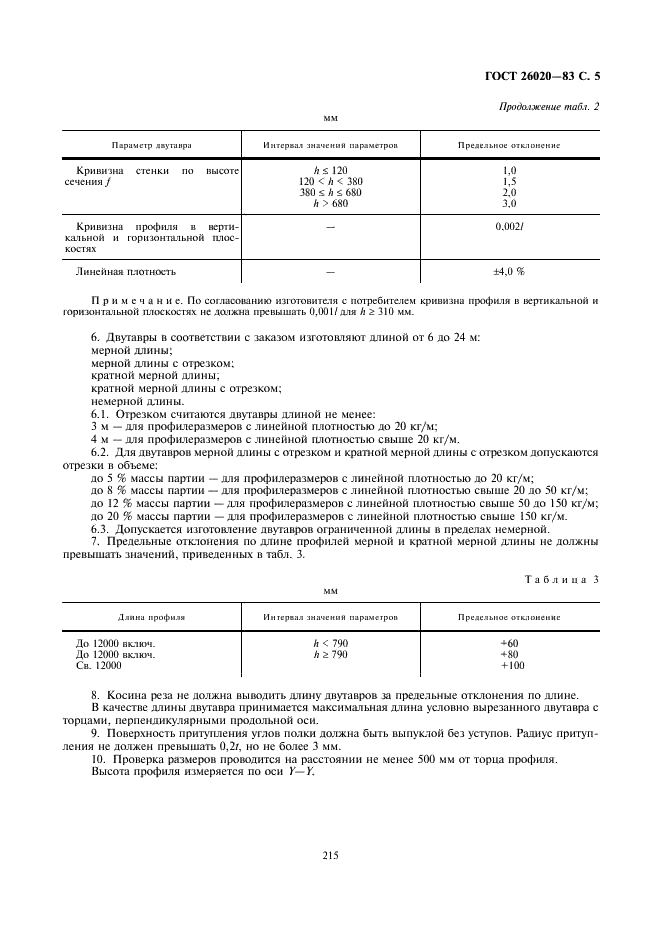 ГОСТ 26020—83 С. 5
Продолжение табл. 2
мм
Параметр двутавра Интервал значений параметров Предельное отклонение
Кривизна стенки по высоте
сечения f
h ≤ 120 1,0
120 < h < 380 1,5
380 ≤ h ≤ 680 2,0
h > 680 3,0
Кривизна профиля в верти-
кальной и горизонтальной плос-
костях
— 0,002l
Линейная плотность — ±4,0 %
Примечание. По согласованию изготовителя с потребителем кривизна профиля в вертикальной и
горизонтальной плоскостях не должна превышать 0,001l для h ≥ 310 мм.
6. Двутавры в соответствии с заказом изготовляют длиной от 6 до 24 м:
мерной длины;
мерной длины с отрезком;
кратной мерной длины;
кратной мерной длины с отрезком;
немерной длины.
6.1. Отрезком считаются двутавры длиной не менее:
3 м — для профилеразмеров с линейной плотностью до 20 кг/м;
4 м — для профилеразмеров с линейной плотностью свыше 20 кг/м.
6.2. Для двутавров мерной длины с отрезком и кратной мерной длины с отрезком допускаются
отрезки в объеме:
до 5 % массы партии — для профилеразмеров с линейной плотностью до 20 кг/м;
до 8 % массы партии — для профилеразмеров с линейной плотностью свыше 20 до 50 кг/м;
до 12 % массы партии — для профилеразмеров с линейной плотностью свыше 50 до 150 кг/м;
до 20 % массы партии — для профилеразмеров с линейной плотностью свыше 150 кг/м.
6.3. Допускается изготовление двутавров ограниченной длины в пределах немерной.
7. Предельные отклонения по длине профилей мерной и кратной мерной длины не должны
превышать значений, приведенных в табл. 3.
Таблица 3
мм
Длина профиля Интервал значений параметров Предельное отклонение
До 12000 включ. h < 790 +60
До 12000 включ. h ≥ 790 +80
Св. 12000 +100
8. Косина реза не должна выводить длину двутавров за предельные отклонения по длине.
В качестве длины двутавра принимается максимальная длина условно вырезанного двутавра с
торцами, перпендикулярными продольной оси.
9. Поверхность притупления углов полки должна быть выпуклой без уступов. Радиус притуп-
ления не должен превышать 0,2t, но не более 3 мм.
10. Проверка размеров проводится на расстоянии не менее 500 мм от торца профиля.
Высота профиля измеряется по оси Y—Y.
215